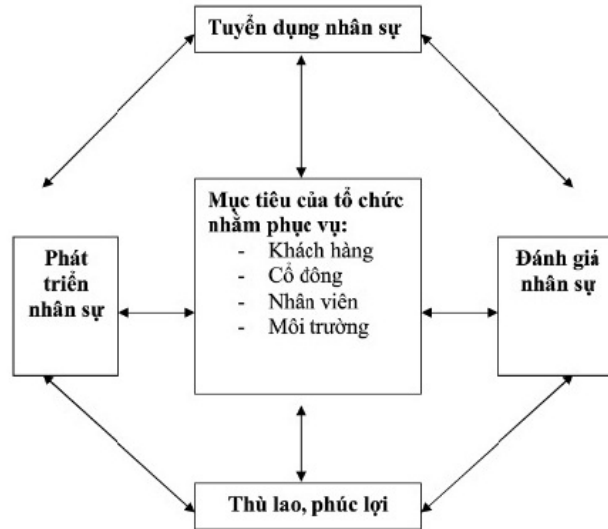 Tuyển dụng nhân sự
Mục tiêu của tổ chức
nhằm phục vụ:
- Khách hàng
- Cổ đông
- Nhân viên
- Môi trường
Phát
triển
nhân sự
Đánh giá
nhân sự
Thù lao, phúc lợi